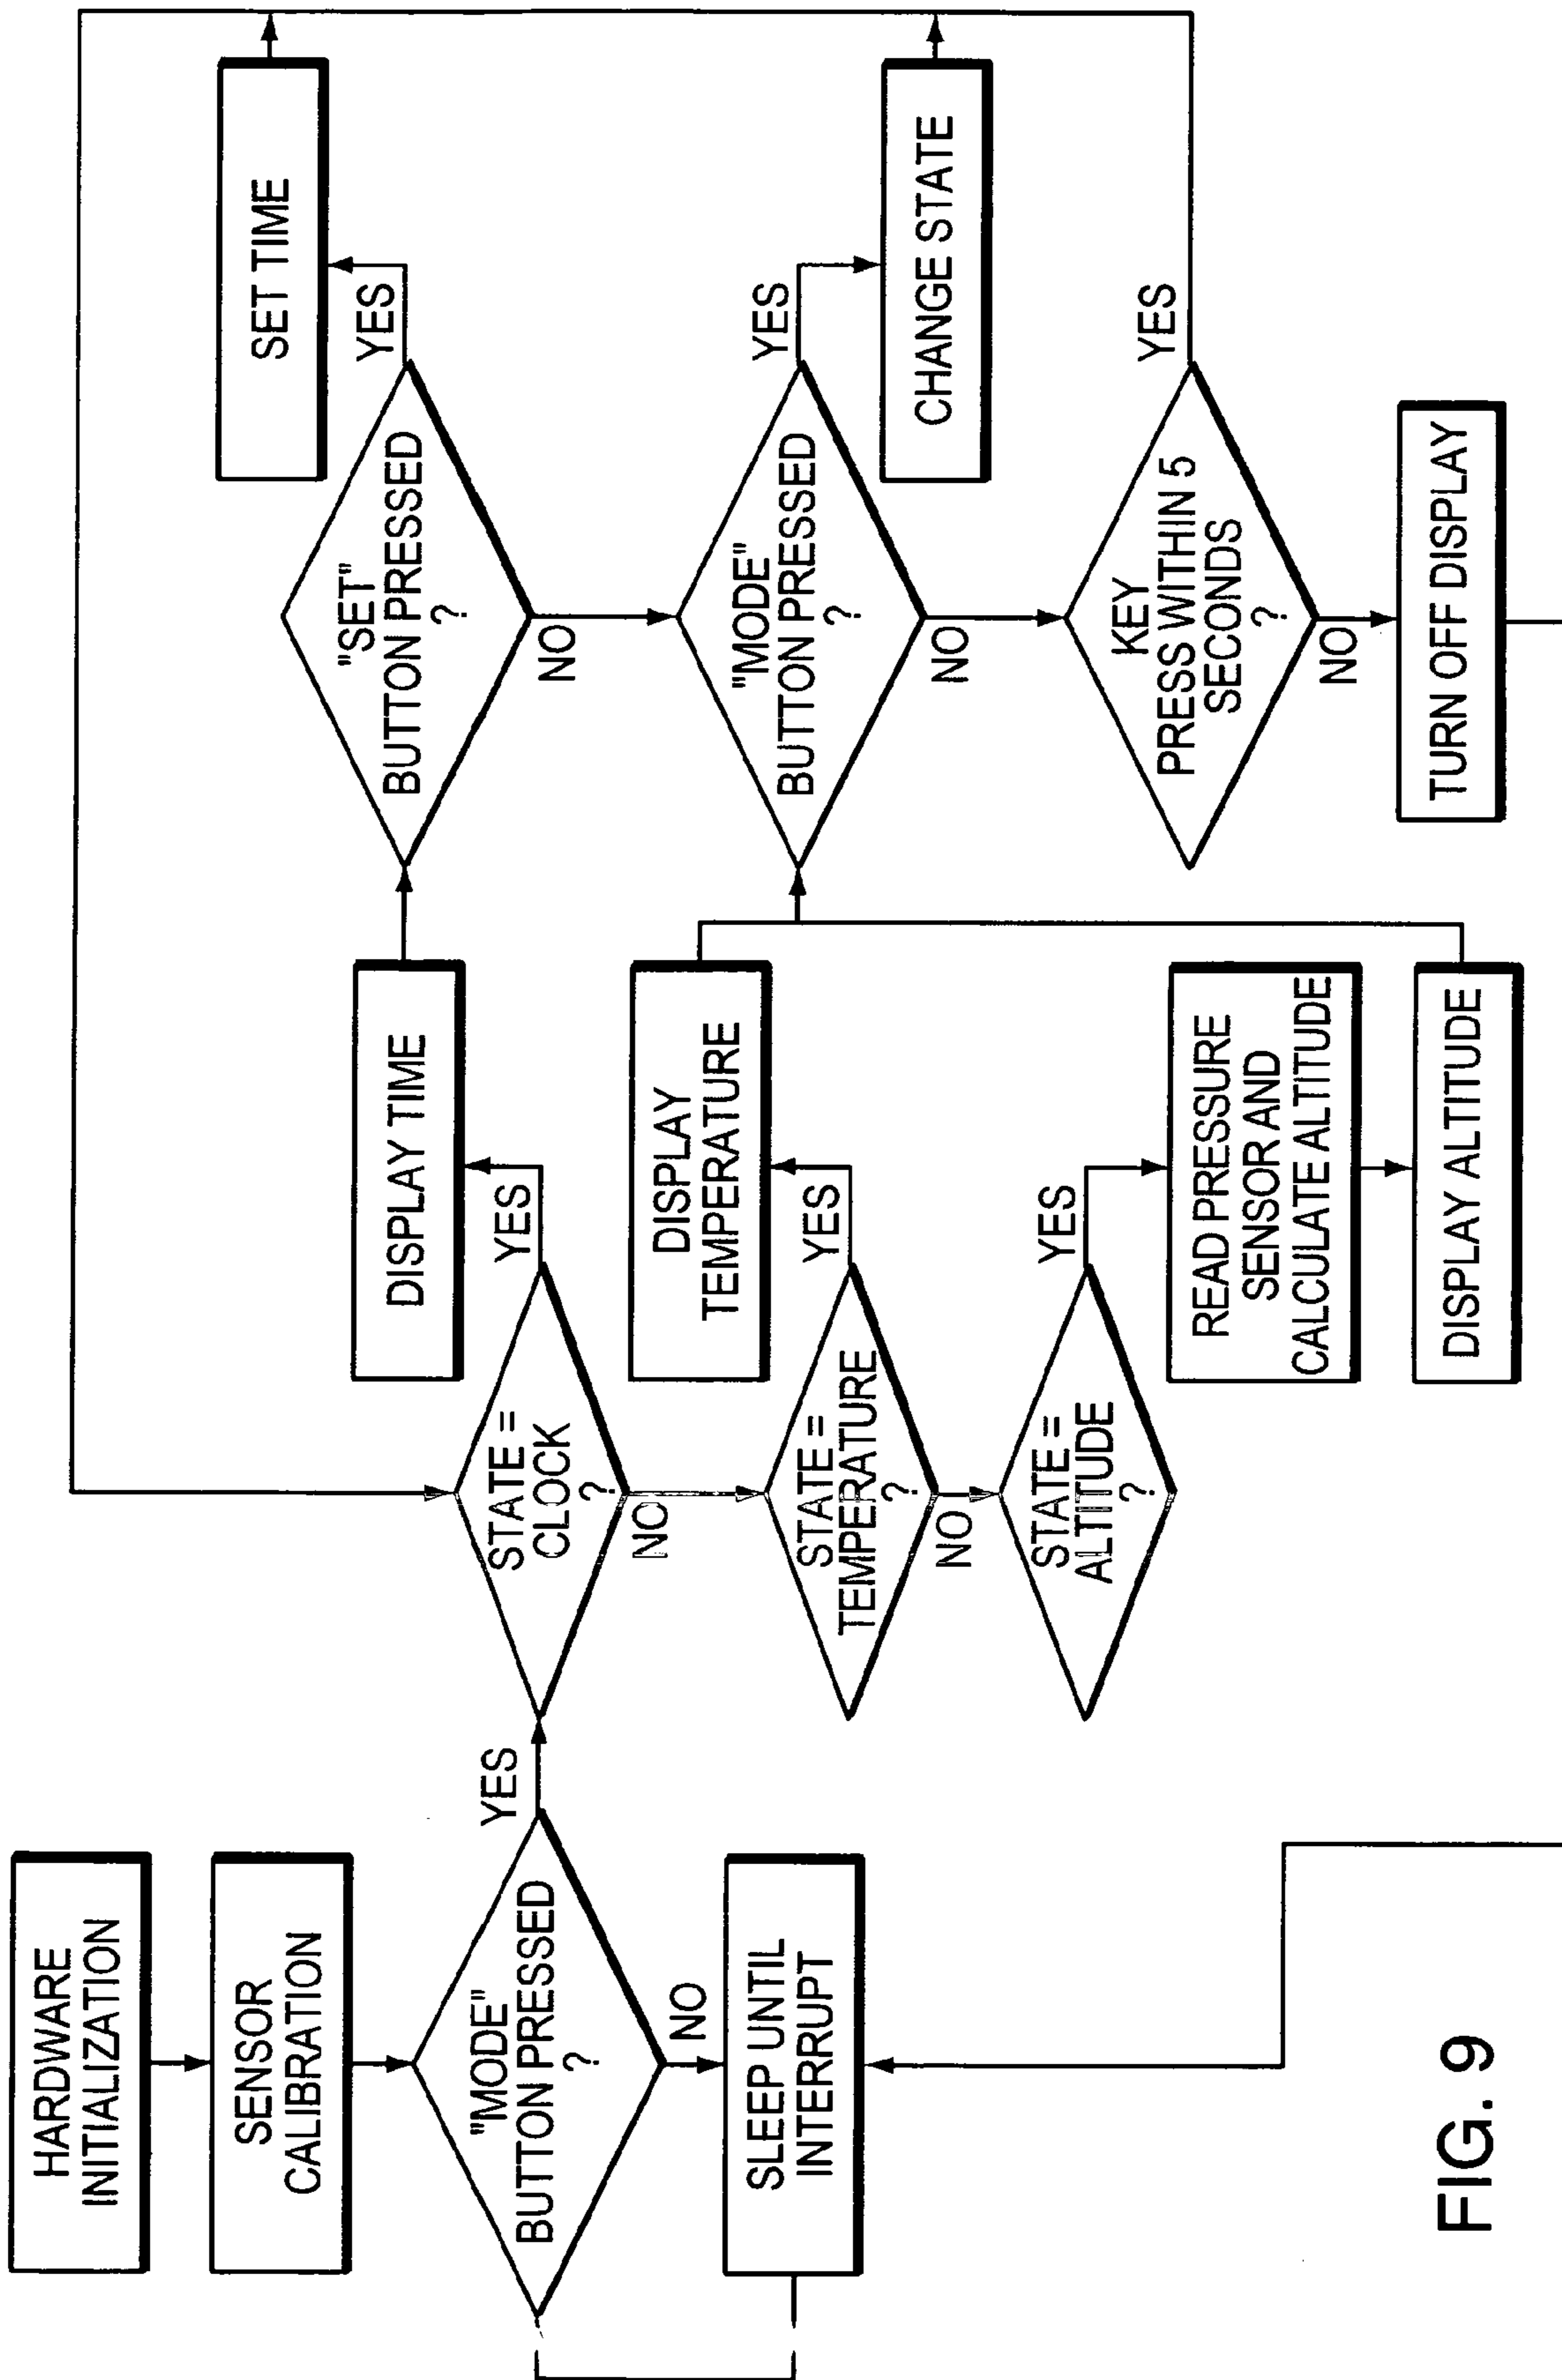 HARDWARE
INITIALIZATION
SENSOR
CALIBRATION
"MODE"
BUTTON PRESSED
?
YES
NO
SLEEP UNTIL
INTERRUPT
STATE =
CLOCK
?
YES
NO
STATE =
TEMPERATURE
?
YES
NO
STATE =
ALTITUDE
?
YES
DISPLAY TIME
DISPLAY
TEMPERATURE
READ PRESSURE
SENSOR AND
CALCULATE ALTITUDE
DISPLAY ALTITUDE
"SET"
BUTTON PRESSED
?
YES
NO
SET TIME
"MODE"
BUTTON PRESSED
?
YES
NO
CHANGE STATE
KEY
PRESS WITHIN 5
SECONDS
?
YES
NO
TURN OFF DISPLAY
FIG. 9